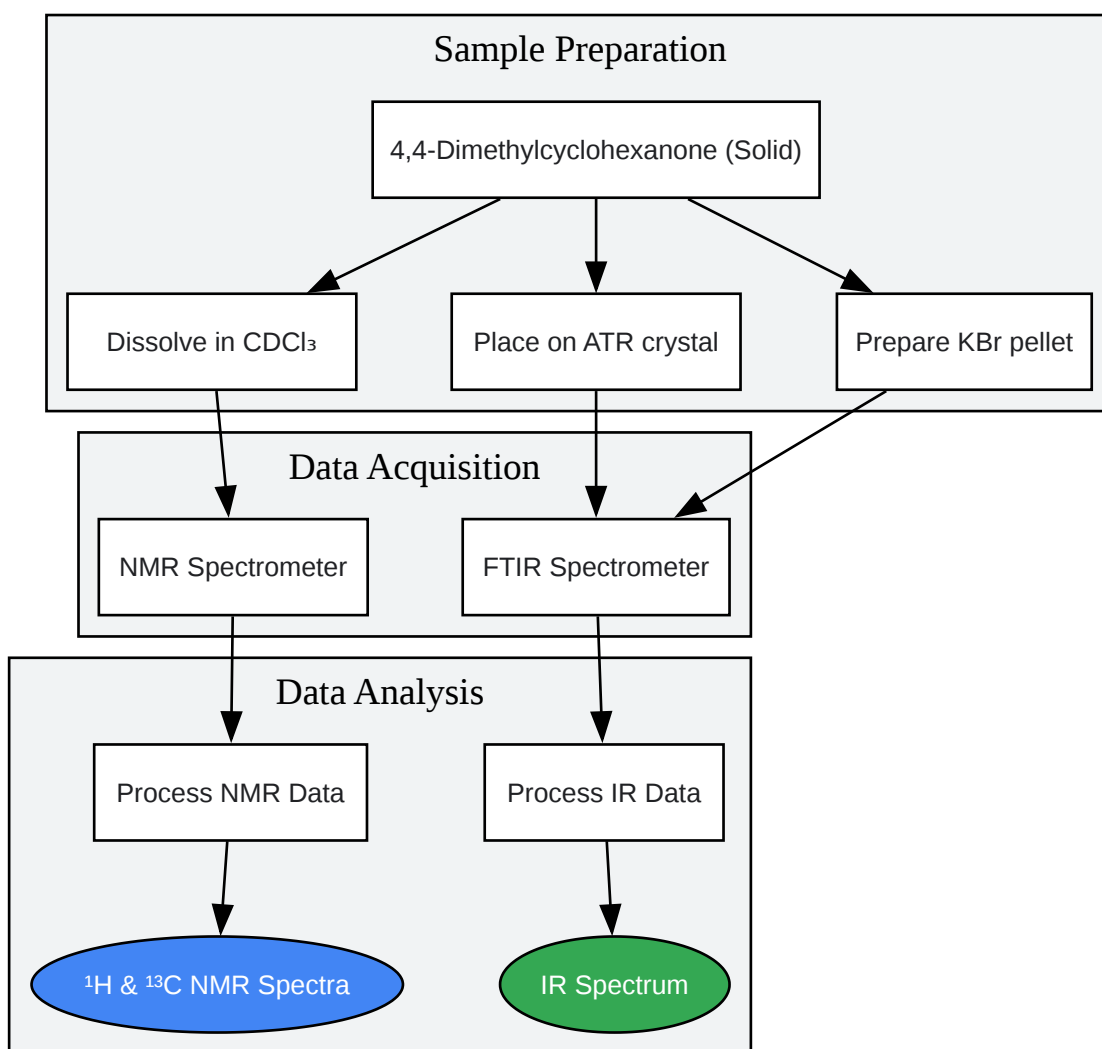 Sample Preparation
4,4-Dimethylcyclohexanone (Solid)
Dissolve in CDCl₃
Place on ATR crystal
Prepare KBr pellet
Data Acquisition
NMR Spectrometer
FTIR Spectrometer
Data Analysis
Process NMR Data
Process IR Data
¹H & ¹³C NMR Spectra
IR Spectrum